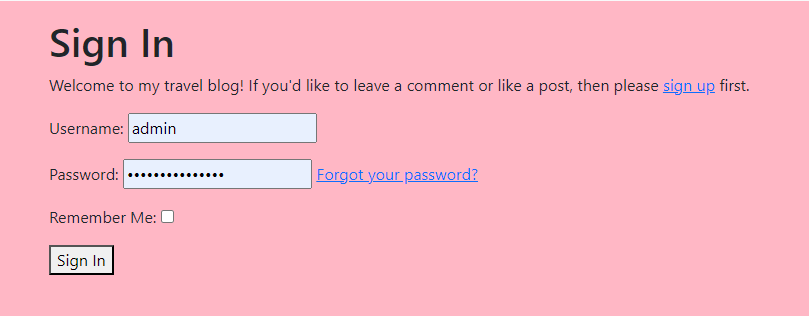 Sign In
Welcome to my travel blog! If you'd like to leave a comment or like a post, then please sign up first.
Username: admin
Password: ••••••••••••••• Forgot your password?
Remember Me:
Sign In